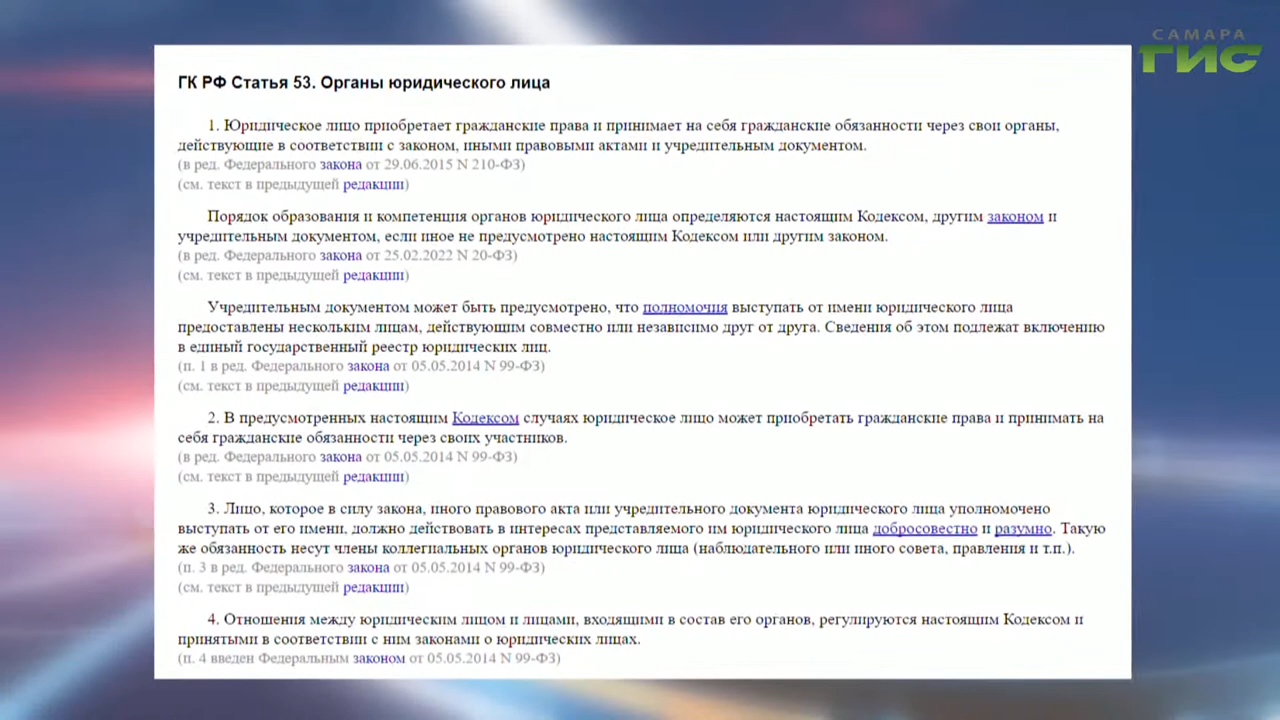 САМАРА
ГИС
ГК РФ Статья 53. Органы юридического лица
1. Юридическое лицо приобретает гражданские права и принимает на себя гражданские обязанности через свои органы,
действующие в соответствии с законом, иными правовыми актами и учредительным документом.
(в ред. Федерального закона от 29.06.2015 N 210-ФЗ)
(см. текст в предыдущей редакции)
Порядок образования и компетенция органов юридического лица определяются настоящим Кодексом, другим законом и
учредительным документом, если иное не предусмотрено настоящим Кодексом или другим законом.
(в ред. Федерального закона от 25.02.2022 N 20-ФЗ)
(см. текст в предыдущей редакции)
Учредительным документом может быть предусмотрено, что полномочия выступать от имени юридического лица
предоставлены нескольким лицам, действующим совместно или независимо друг от друга. Сведения об этом подлежат включению
в единый государственный реестр юридических лиц.
(п. 1 в ред. Федерального закона от 05.05.2014 N 99-ФЗ)
(см. текст в предыдущей редакции)
2. В предусмотренных настоящим Кодексом случаях юридическое лицо может приобретать гражданские права и принимать на
себя гражданские обязанности через своих участников.
(в ред. Федерального закона от 05.05.2014 N 99-ФЗ)
(см. текст в предыдущей редакции)
3. Лицо, которое в силу закона, иного правового акта или учредительного документа юридического лица уполномочено
выступать от его имени, должно действовать в интересах представляемого им юридического лица добросовестно и разумно. Такую
же обязанность несут члены коллегиальных органов юридического лица (наблюдательного или иного совета, правления и т.п.).
(п. 3 в ред. Федерального закона от 05.05.2014 N 99-ФЗ)
(см. текст в предыдущей редакции)
4. Отношения между юридическим лицом и лицами, входящими в состав его органов, регулируются настоящим Кодексом и
принятыми в соответствии с ним законами о юридических лицах.
(п. 4 введен Федеральным законом от 05.05.2014 N 99-ФЗ)